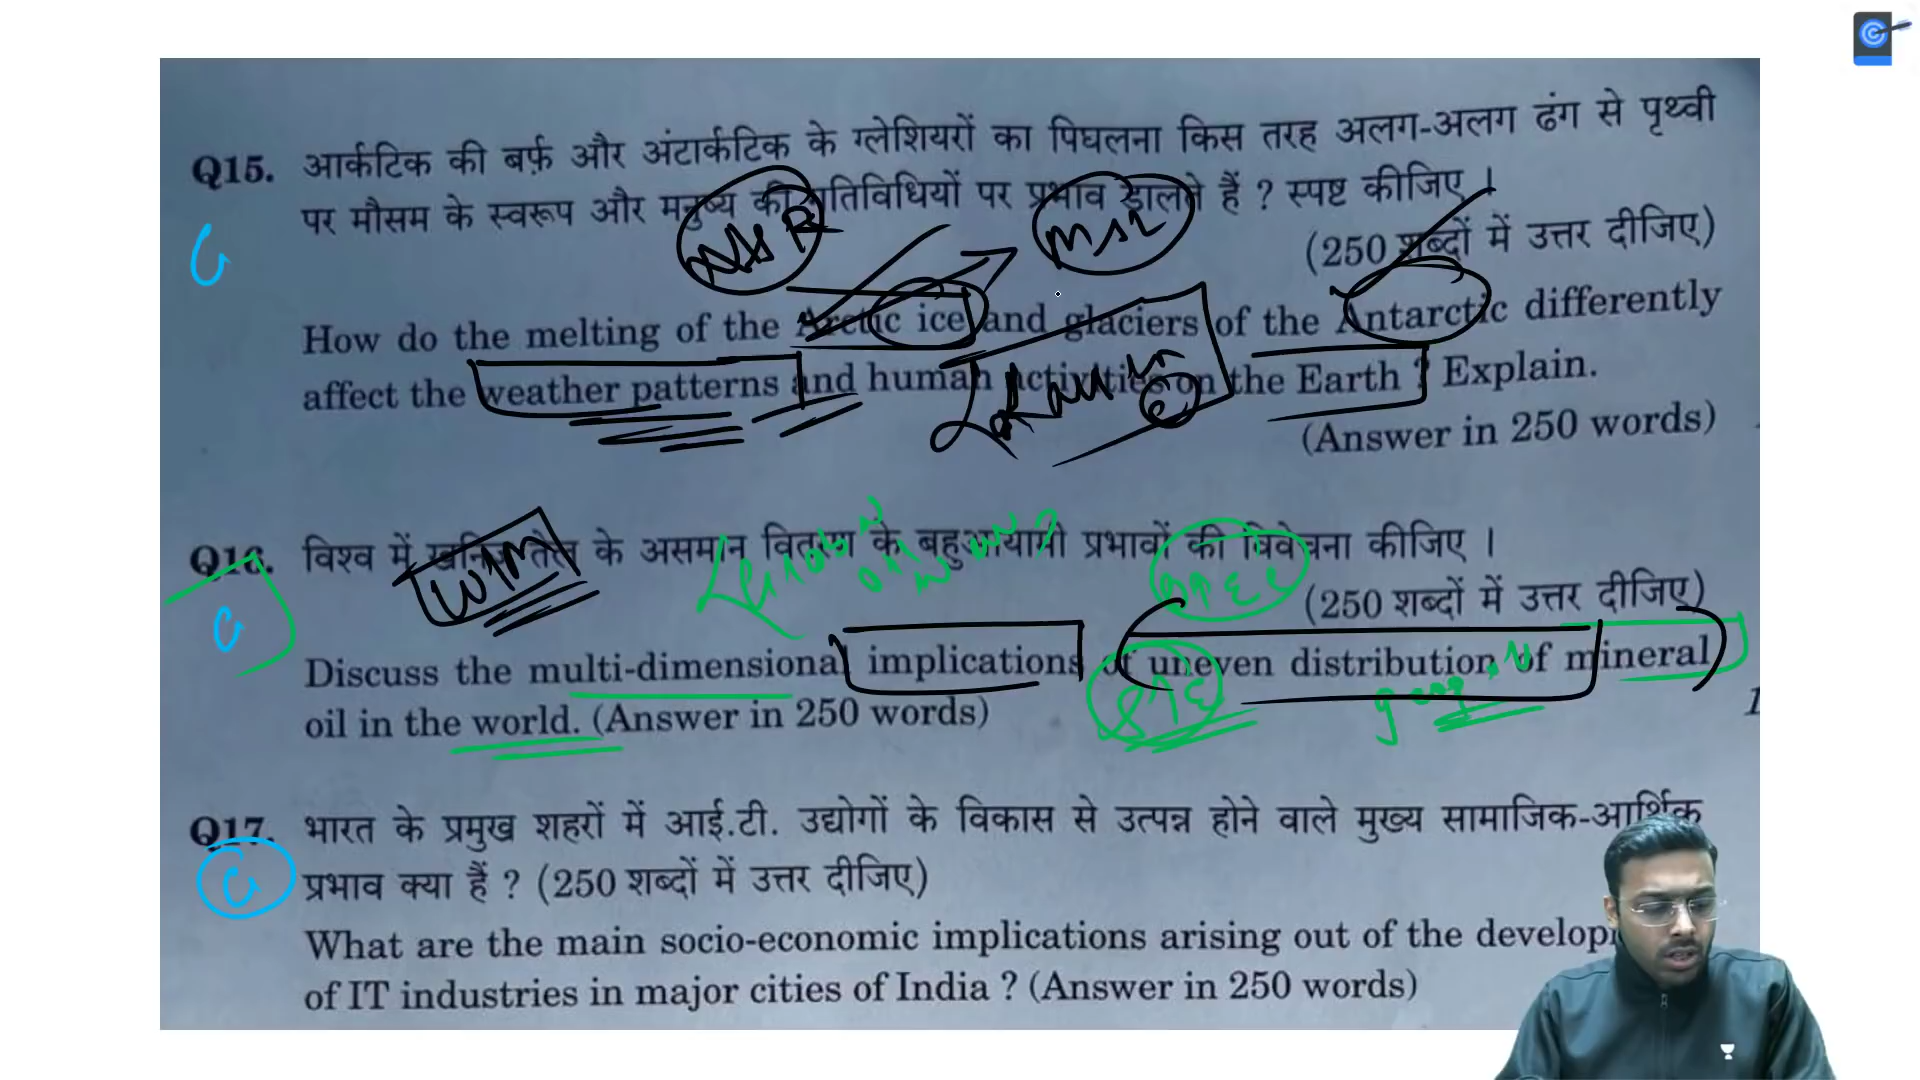 Q15. आर्कटिक की बर्फ़ और अंटार्कटिक के ग्लेशियरों का पिघलना किस तरह अलग-अलग ढंग से पृथ्वी
पर मौसम के स्वरूप और मनुष्य की गतिविधियों पर प्रभाव डालते हैं ? स्पष्ट कीजिए ।
(250 शब्दों में उत्तर दीजिए)
How do the melting of the Arctic ice and glaciers of the Antarctic differently
affect the weather patterns and human activities on the Earth ? Explain.
(Answer in 250 words)
Q16. विश्व में खनिज तेल के असमान वितरण के बहुआयामी प्रभावों की विवेचना कीजिए ।
(250 शब्दों में उत्तर दीजिए)
Discuss the multi-dimensional implications of uneven distribution of mineral
oil in the world. (Answer in 250 words)
Q17. भारत के प्रमुख शहरों में आई.टी. उद्योगों के विकास से उत्पन्न होने वाले मुख्य सामाजिक-आर्थिक
प्रभाव क्या हैं ? (250 शब्दों में उत्तर दीजिए)
What are the main socio-economic implications arising out of the develop
of IT industries in major cities of India ? (Answer in 250 words)